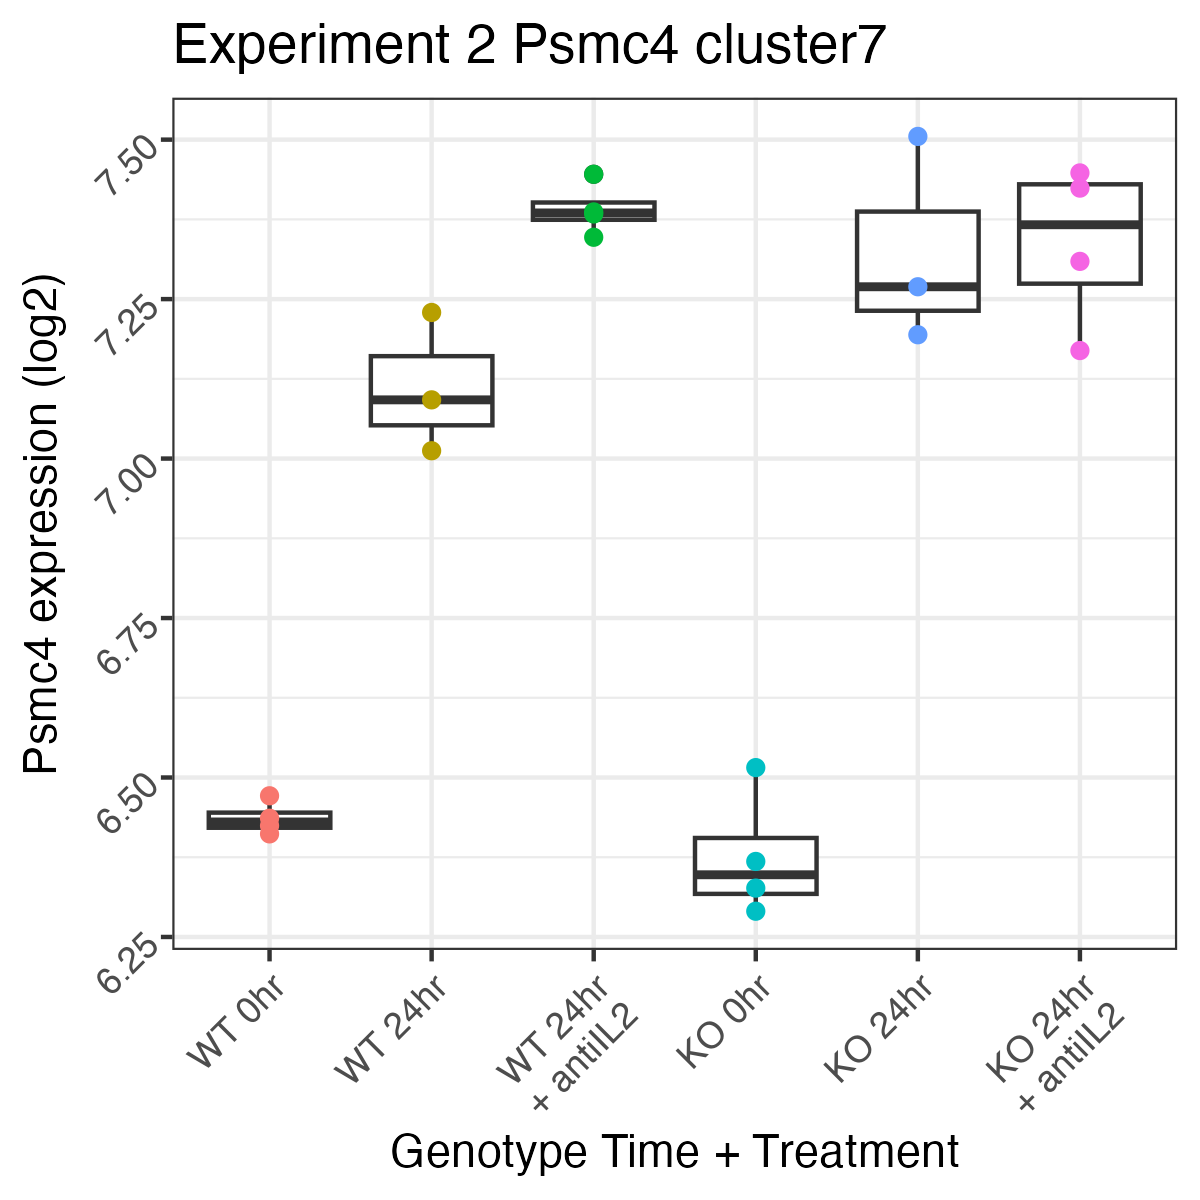 Experiment 2 Psmc4 cluster7
Psmc4 expression (log2)
7.50
7.25
7.00
6.75
6.50
6.25
WT 0hr
WT 24hr
WT 24hr
+ antiIL2
KO 0hr
KO 24hr
KO 24hr
+ antiIL2
Genotype Time + Treatment